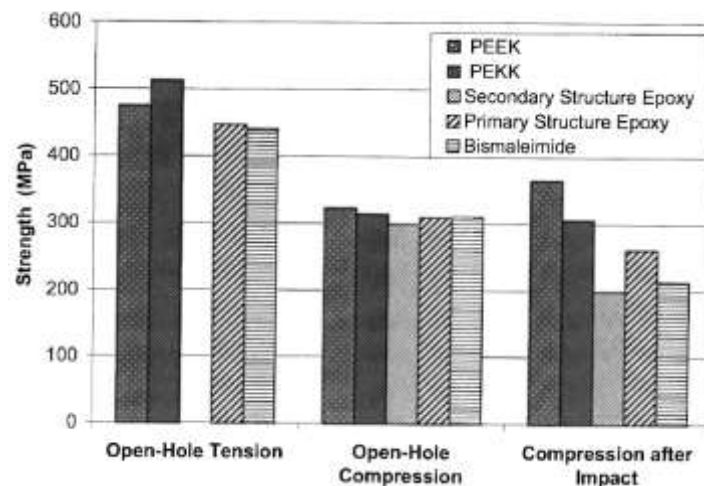 600
500
400
300
200
100
0
Strength (MPa)
PEEK
PEKK
Secondary Structure Epoxy
Primary Structure Epoxy
Bismaleimide
Open-Hole Tension
Open-Hole
Compression
Compression after
Impact